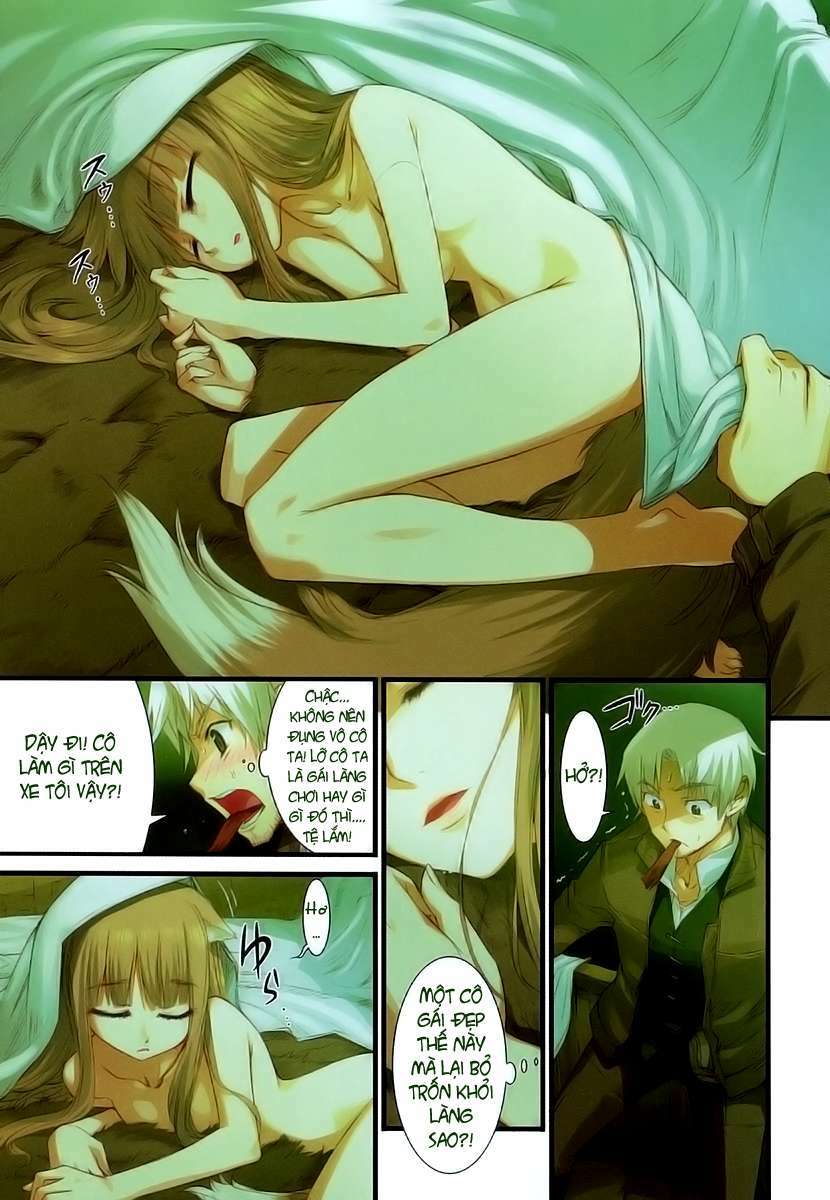 スゥ…
スゥ…
ゴクッ
HỞ?!
MỘT CÔ
GÁI ĐẸP
THẾ NÀY
MÀ LẠI BỎ
TRỐN KHỎI
LÀNG
SAO?!
CHẬC...
KHÔNG NÊN
ĐỤNG VÔ CÔ
TA! LỠ CÔ TA
LÀ GÁI LÀNG
CHƠI HAY GÌ
GÌ ĐÓ THÌ....
TỆ LẮM!
DẬY ĐI! CÔ
LÀM GÌ TRÊN
XE TÔI VẬY?!
HƠ
...
ゆら…